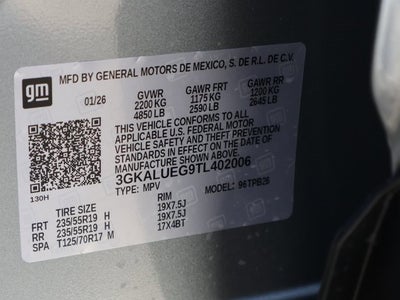 gm
MFD BY GENERAL MOTORS DE MEXICO, S. DE R.L. DE C.V.
01/26 GVWR GAWR FRT GAWR RR
2200 KG 1175 KG 1200 KG
4850 LB 2590 LB 2645 LB
THIS VEHICLE CONFORMS TO ALL
APPLICABLE U.S. FEDERAL MOTOR
VEHICLE SAFETY AND THEFT PREVENTION
STANDARDS IN EFFECT ON THE DATE OF
MANUFACTURE SHOWN ABOVE.
3GKALUEG9TL402006
130H TYPE: MPV MODEL: 96TPB26
TIRE SIZE RIM
FRT 235/55R19 H 19X7.5J
RR 235/55R19 H 19X7.5J
SPA T125/70R17 M 17X4BT